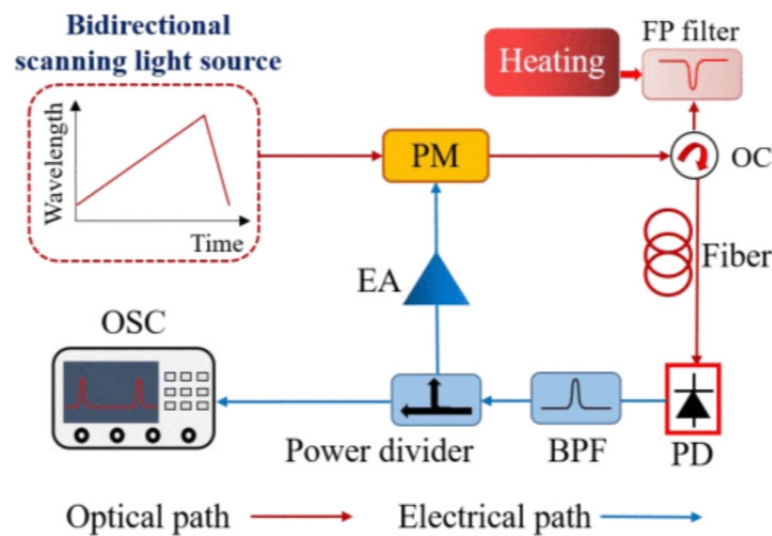 Bidirectional
scanning light source
Wavelength
Time
PM
Heating
FP filter
OC
Fiber
EA
OSC
Power divider
BPF
PD
Optical path
Electrical path